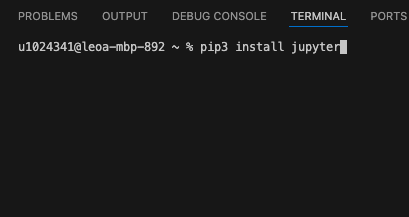 PROBLEMS OUTPUT DEBUG CONSOLE TERMINAL PORTS
u1024341@leoa-mbp-892 ~ % pip3 install jupyter